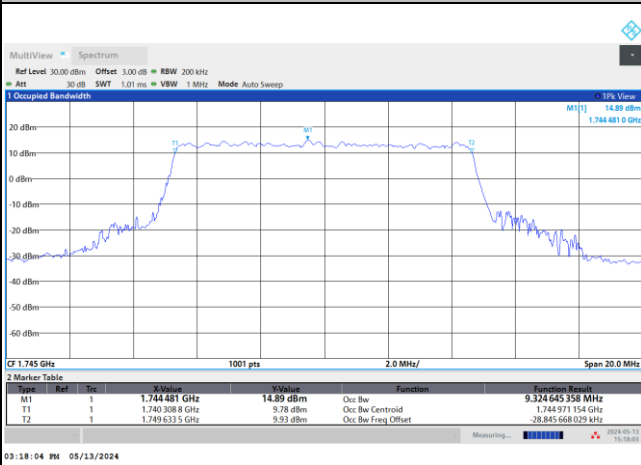 MultiView Spectrum
Ref Level 30.00 dBm Offset 3.00 dB RBW 200 kHz
Att 30 dB SWT 1.01 ms VBW 1 MHz Mode Auto Sweep
1 Occupied Bandwidth 1Pk View
M1[1] 14.89 dBm
1.744 481 0 GHz
M1
T1 T2
20 dBm
10 dBm
0 dBm
-10 dBm
-20 dBm
-30 dBm
-40 dBm
-50 dBm
-60 dBm
CF 1.745 GHz 1001 pts 2.0 MHz/ Span 20.0 MHz
2 Marker Table
Type Ref Trc X-Value Y-Value Function Function Result
M1 1 1.744 481 GHz 14.89 dBm Occ Bw 9.324 645 358 MHz
T1 1 1.740 308 8 GHz 9.78 dBm Occ Bw Centroid 1.744 971 154 GHz
T2 1 1.749 633 5 GHz 9.93 dBm Occ Bw Freq Offset -28.845 668 029 kHz
Measuring... 2024-05-13
15:18:03
03:18:04 PM 05/13/2024